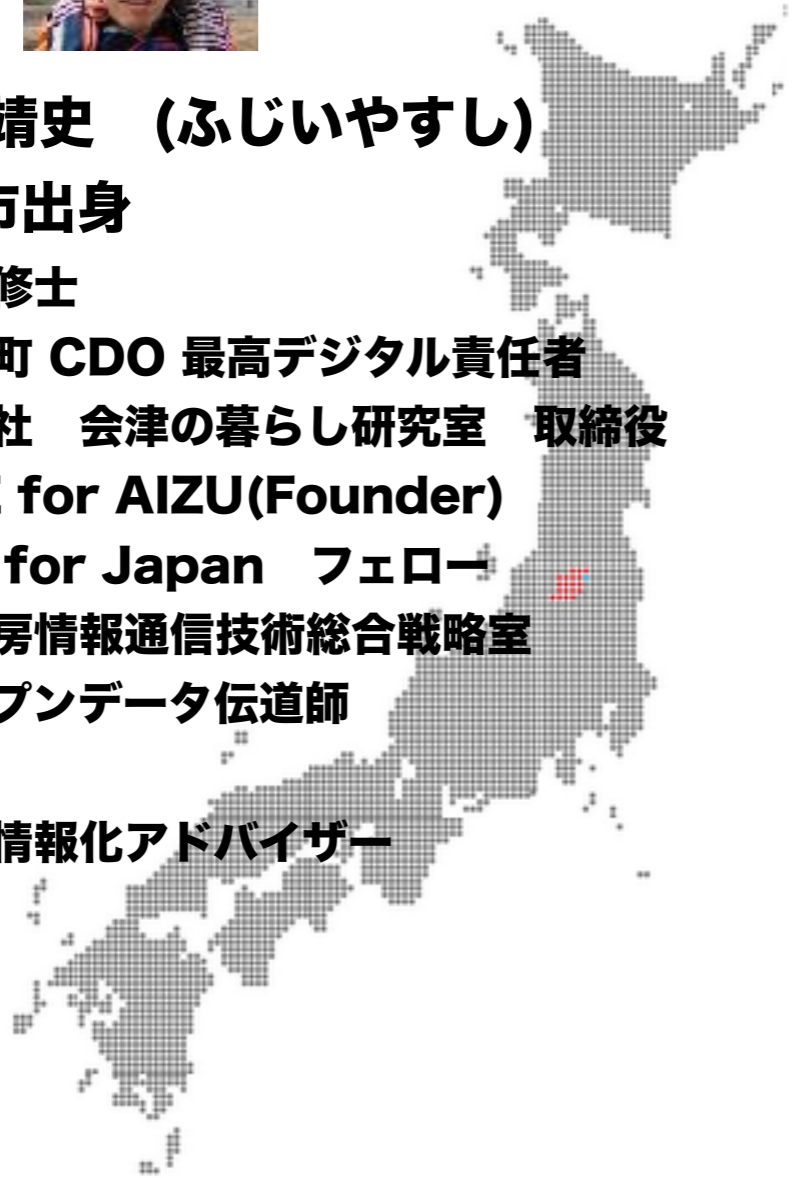 靖史　(ふじいやすし)
市出身
修士
町 CDO 最高デジタル責任者
社　会津の暮らし研究室　取締役
for AIZU(Founder)
for Japan　フェロー
房情報通信技術総合戦略室
プンデータ伝道師
情報化アドバイザー